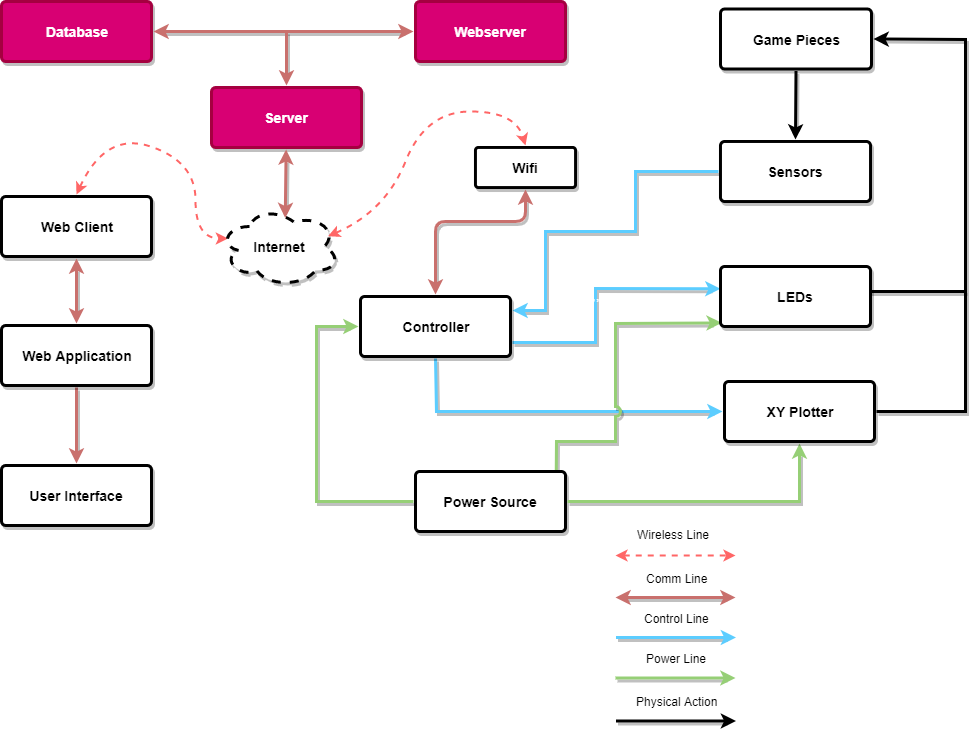 Database
Webserver
Game Pieces
Server
Wifi
Sensors
Web Client
Internet
LEDs
Controller
Web Application
XY Plotter
User Interface
Power Source
Wireless Line
Comm Line
Control Line
Power Line
Physical Action